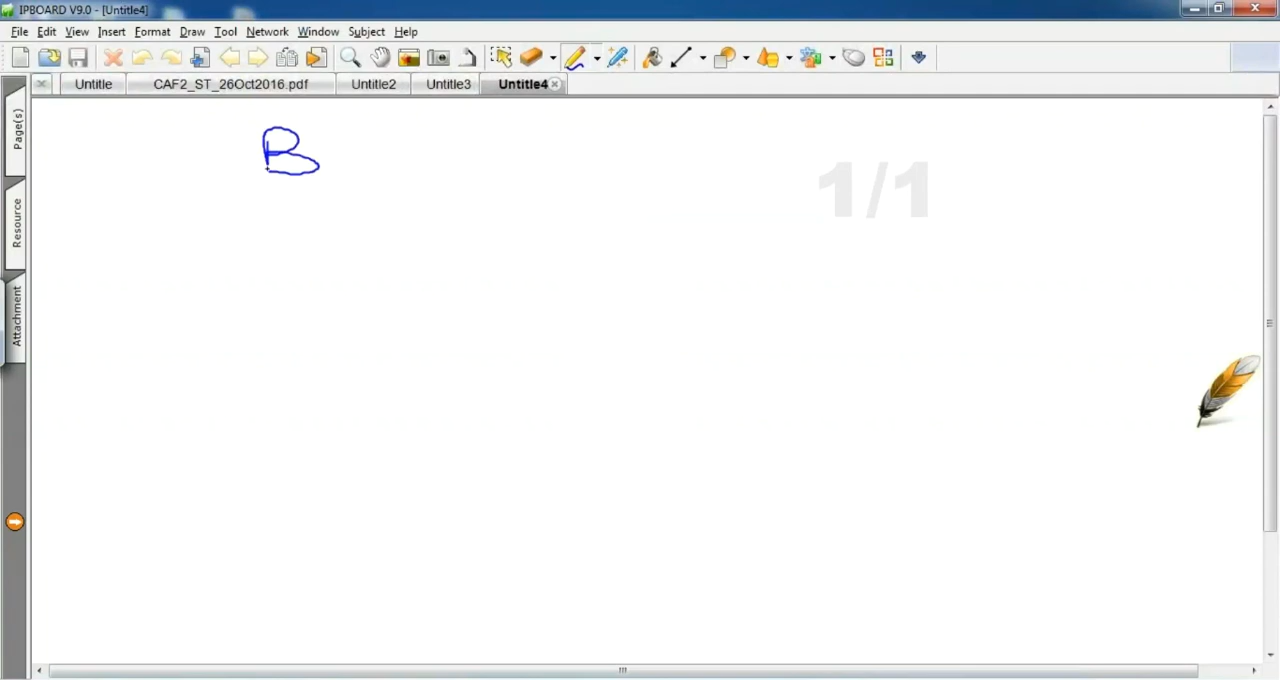 IPBOARD V9.0 - [Untitle4]
File Edit View Insert Format Draw Tool Network Window Subject Help
Untitle CAF2_ST_26Oct2016.pdf Untitle2 Untitle3 Untitle4
Page(s)
Resource
Attachment
B
1/1